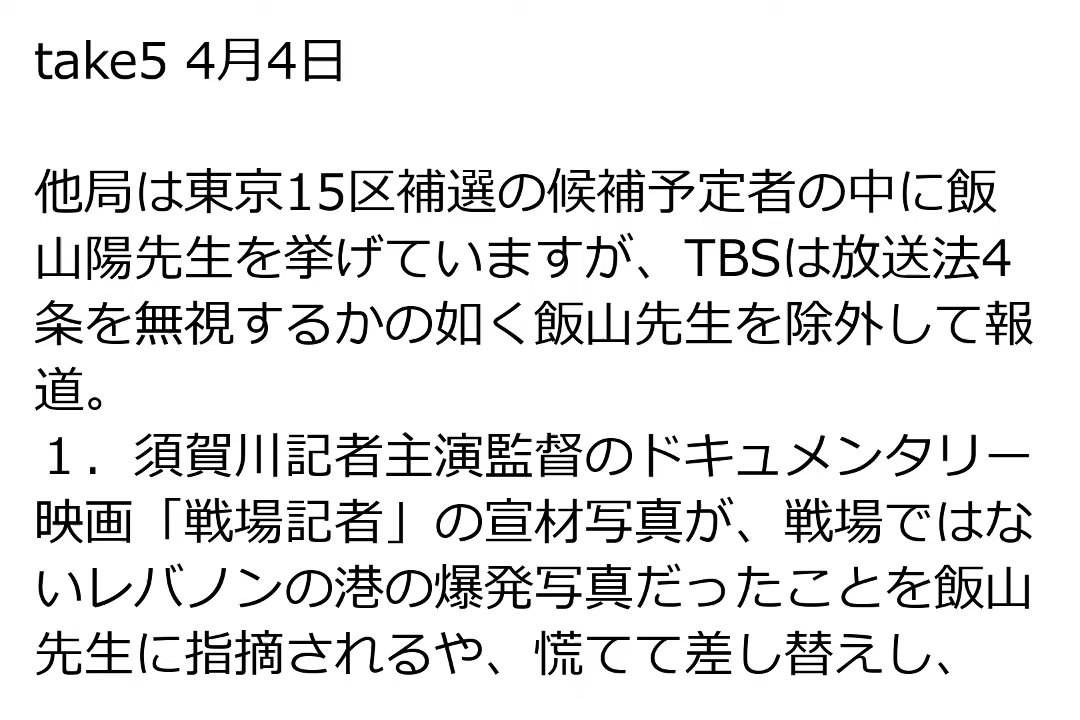 take5 4月4日
他局は東京15区補選の候補予定者の中に飯
山陽先生を挙げていますが、TBSは放送法4
条を無視するかの如く飯山先生を除外して報
道。
１．須賀川記者主演監督のドキュメンタリー
映画「戦場記者」の宣材写真が、戦場ではな
いレバノンの港の爆発写真だったことを飯山
先生に指摘されるや、慌てて差し替えし、